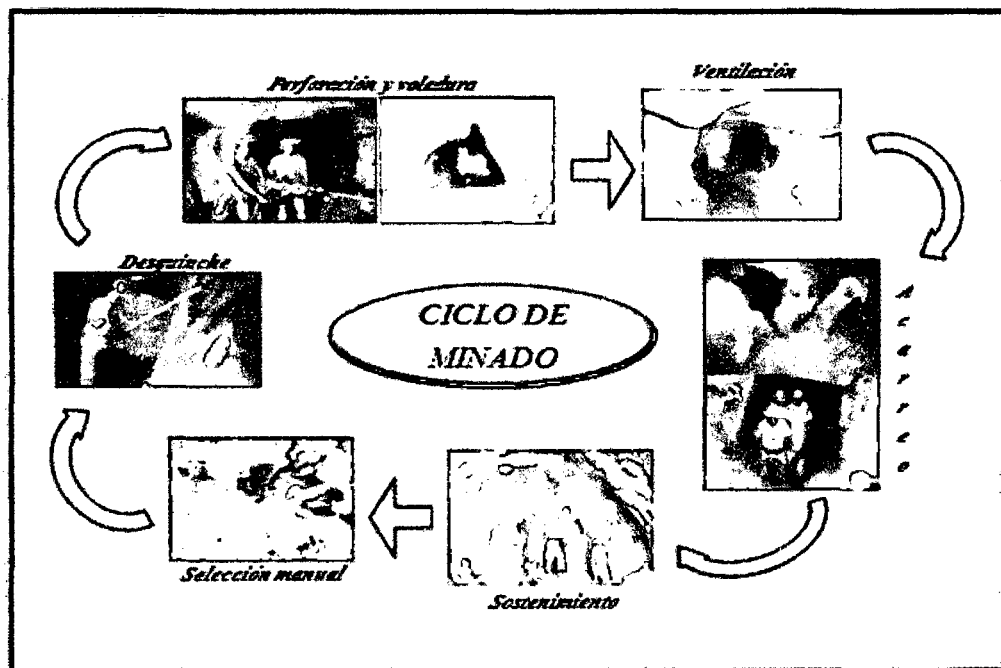 Perforación y voladura
Ventilación
Desquinche
CICLO DE
MINADO
A
c
a
r
r
e
o
Selección manual
Sostenimiento